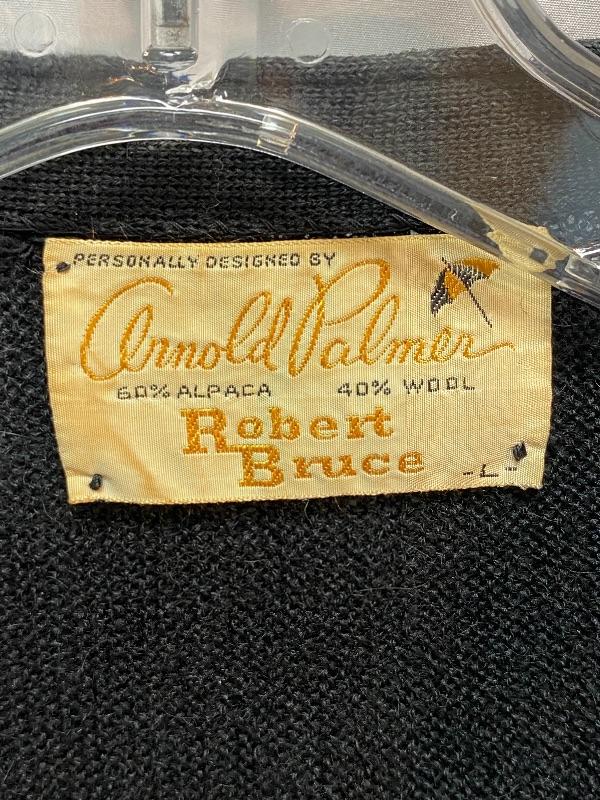 PERSONALLY DESIGNED BY
Arnold Palmer
60% ALPACA 40% WOOL
Robert
Bruce
-L-